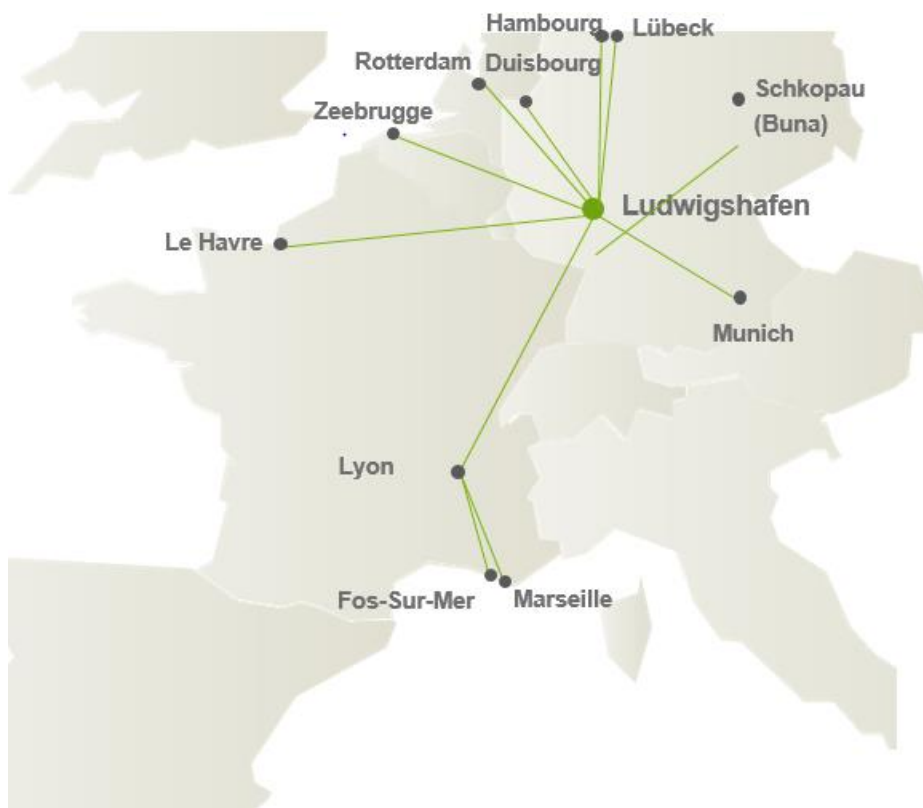 Hambourg
Lübeck
Rotterdam
Duisbourg
Schkopau
(Buna)
Zeebrugge
Ludwigshafen
Le Havre
Munich
Lyon
Fos-Sur-Mer
Marseille